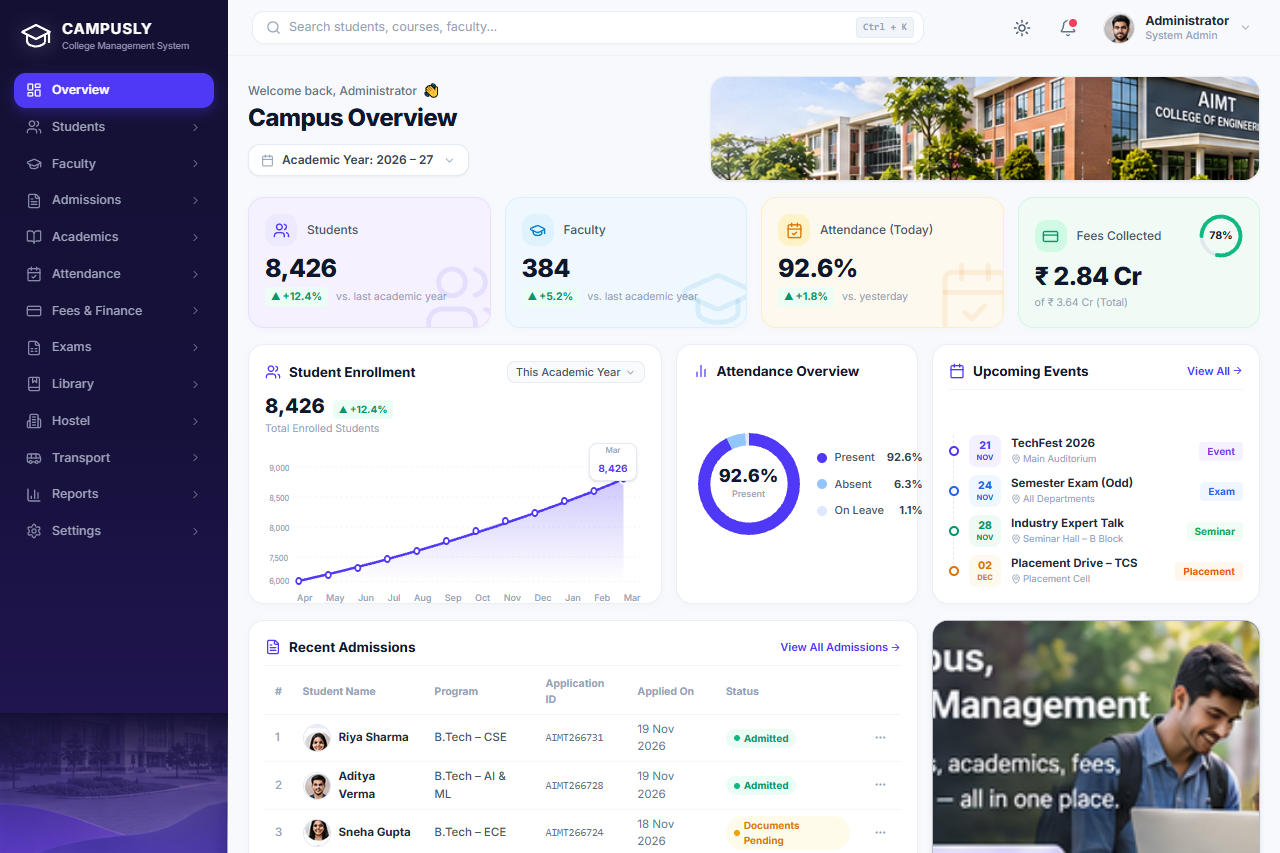 CAMPUSLY
College Management System
Overview
Students
Faculty
Admissions
Academics
Attendance
Fees & Finance
Exams
Library
Hostel
Transport
Reports
Settings
Search students, courses, faculty...
Ctrl + K
Administrator
System Admin
Welcome back, Administrator 👋
Campus Overview
Academic Year: 2026 – 27
AIMT
COLLEGE OF ENGINEERI
Students
8,426
▲ +12.4% vs. last academic year
Faculty
384
▲ +5.2% vs. last academic year
Attendance (Today)
92.6%
▲ +1.8% vs. yesterday
Fees Collected
78%
₹ 2.84 Cr
of ₹ 3.64 Cr (Total)
Student Enrollment
This Academic Year
8,426 ▲ +12.4%
Total Enrolled Students
Mar
8,426
9,000
8,500
8,000
7,500
6,000
Apr May Jun Jul Aug Sep Oct Nov Dec Jan Feb Mar
Attendance Overview
92.6%
Present
Present 92.6%
Absent 6.3%
On Leave 1.1%
Upcoming Events
View All →
21 NOV
TechFest 2026
Main Auditorium
Event
24 NOV
Semester Exam (Odd)
All Departments
Exam
28 NOV
Industry Expert Talk
Seminar Hall – B Block
Seminar
02 DEC
Placement Drive – TCS
Placement Cell
Placement
Recent Admissions
View All Admissions →
# Student Name Program Application ID Applied On Status
1 Riya Sharma B.Tech – CSE AIMT266731 19 Nov 2026 Admitted ···
2 Aditya Verma B.Tech – AI & ML AIMT266728 19 Nov 2026 Admitted ···
3 Sneha Gupta B.Tech – ECE AIMT266724 18 Nov 2026 Documents Pending ···
ous,
Management
, academics, fees,
— all in one place.